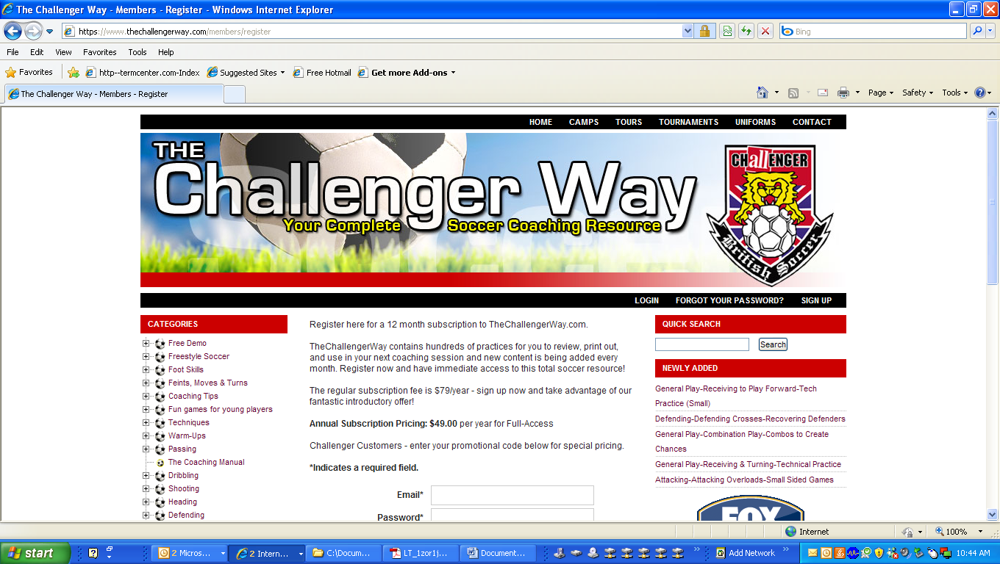 The Challenger Way - Members - Register - Windows Internet Explorer
https://www.thechallengerway.com/members/register
Bing
File Edit View Favorites Tools Help
Favorites http--termcenter.com-Index Suggested Sites Free Hotmail Get more Add-ons
The Challenger Way - Members - Register
Page Safety Tools
HOME CAMPS TOURS TOURNAMENTS UNIFORMS CONTACT
THE
Challenger Way
Your Complete Soccer Coaching Resource
CHallENGER
British Soccer
LOGIN FORGOT YOUR PASSWORD? SIGN UP
CATEGORIES
Free Demo
Freestyle Soccer
Foot Skills
Feints, Moves & Turns
Coaching Tips
Fun games for young players
Techniques
Warm-Ups
Passing
The Coaching Manual
Dribbling
Shooting
Heading
Defending
Register here for a 12 month subscription to TheChallengerWay.com.
TheChallengerWay contains hundreds of practices for you to review, print out,
and use in your next coaching session and new content is being added every
month. Register now and have immediate access to this total soccer resource!
The regular subscription fee is $79/year - sign up now and take advantage of our
fantastic introductory offer!
Annual Subscription Pricing: $49.00 per year for Full-Access
Challenger Customers - enter your promotional code below for special pricing.
*Indicates a required field.
Email*
Password*
QUICK SEARCH
Search
NEWLY ADDED
General Play-Receiving to Play Forward-Tech
Practice (Small)
Defending-Defending Crosses-Recovering Defenders
General Play-Combination Play-Combos to Create
Chances
General Play-Receiving & Turning-Technical Practice
Attacking-Attacking Overloads-Small Sided Games
FOX
Internet 100%
start 2 Micros... 2 Intern... C:\Docum... LT_1zor1j... Document... Add Network 10:44 AM